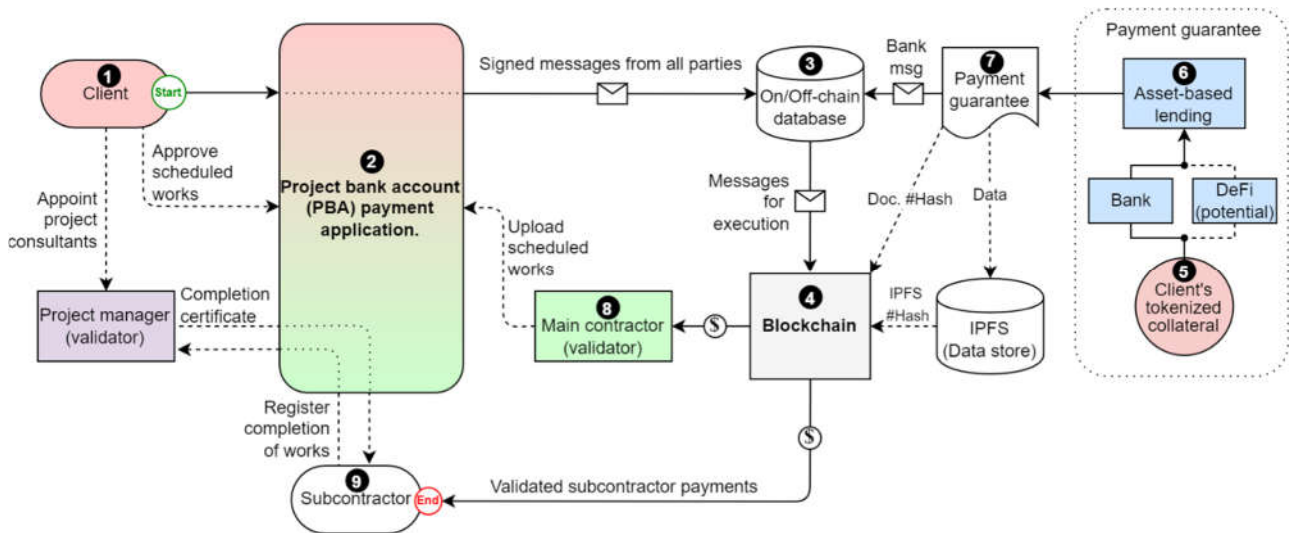 1
Client
Start
Approve
scheduled
works
Appoint
project
consultants
Project manager
(validator)
Completion
certificate
2
Project bank account
(PBA) payment
application.
Signed messages from all parties
3
On/Off-chain
database
Bank
msg
7
Payment
guarantee
Payment guarantee
6
Asset-based
lending
Bank
DeFi
(potential)
5
Client's
tokenized
collateral
Messages
for
execution
Doc. #Hash
Data
Upload
scheduled
works
8
Main contractor
(validator)
$
4
Blockchain
IPFS
#Hash
IPFS
(Data store)
Register
completion
of works
$
9
Subcontractor
End
Validated subcontractor payments